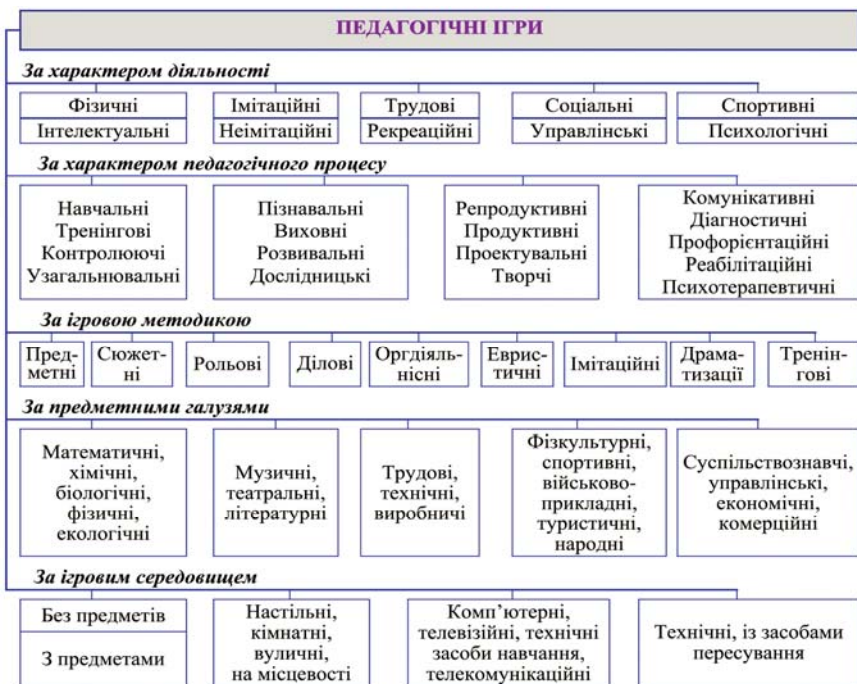 ПЕДАГОГІЧНІ ІГРИ
За характером діяльності
Фізичні
Інтелектуальні
Імітаційні
Неімітаційні
Трудові
Рекреаційні
Соціальні
Управлінські
Спортивні
Психологічні
За характером педагогічного процесу
Навчальні
Тренінгові
Контролюючі
Узагальнювальні
Пізнавальні
Виховні
Розвивальні
Дослідницькі
Репродуктивні
Продуктивні
Проектувальні
Творчі
Комунікативні
Діагностичні
Профорієнтаційні
Реабілітаційні
Психотерапевтичні
За ігровою методикою
Пред-
метні
Сюжет-
ні
Рольові
Ділові
Оргдіяль-
нісні
Еврис-
тичні
Імітаційні
Драма-
тизації
Тренін-
гові
За предметними галузями
Математичні,
хімічні,
біологічні,
фізичні,
екологічні
Музичні,
театральні,
літературні
Трудові,
технічні,
виробничі
Фізкультурні,
спортивні,
військово-
прикладні,
туристичні,
народні
Суспільствознавчі,
управлінські,
економічні,
комерційні
За ігровим середовищем
Без предметів
З предметами
Настільні,
кімнатні,
вуличні,
на місцевості
Комп’ютерні,
телевізійні, технічні
засоби навчання,
телекомунікаційні
Технічні, із засобами
пересування